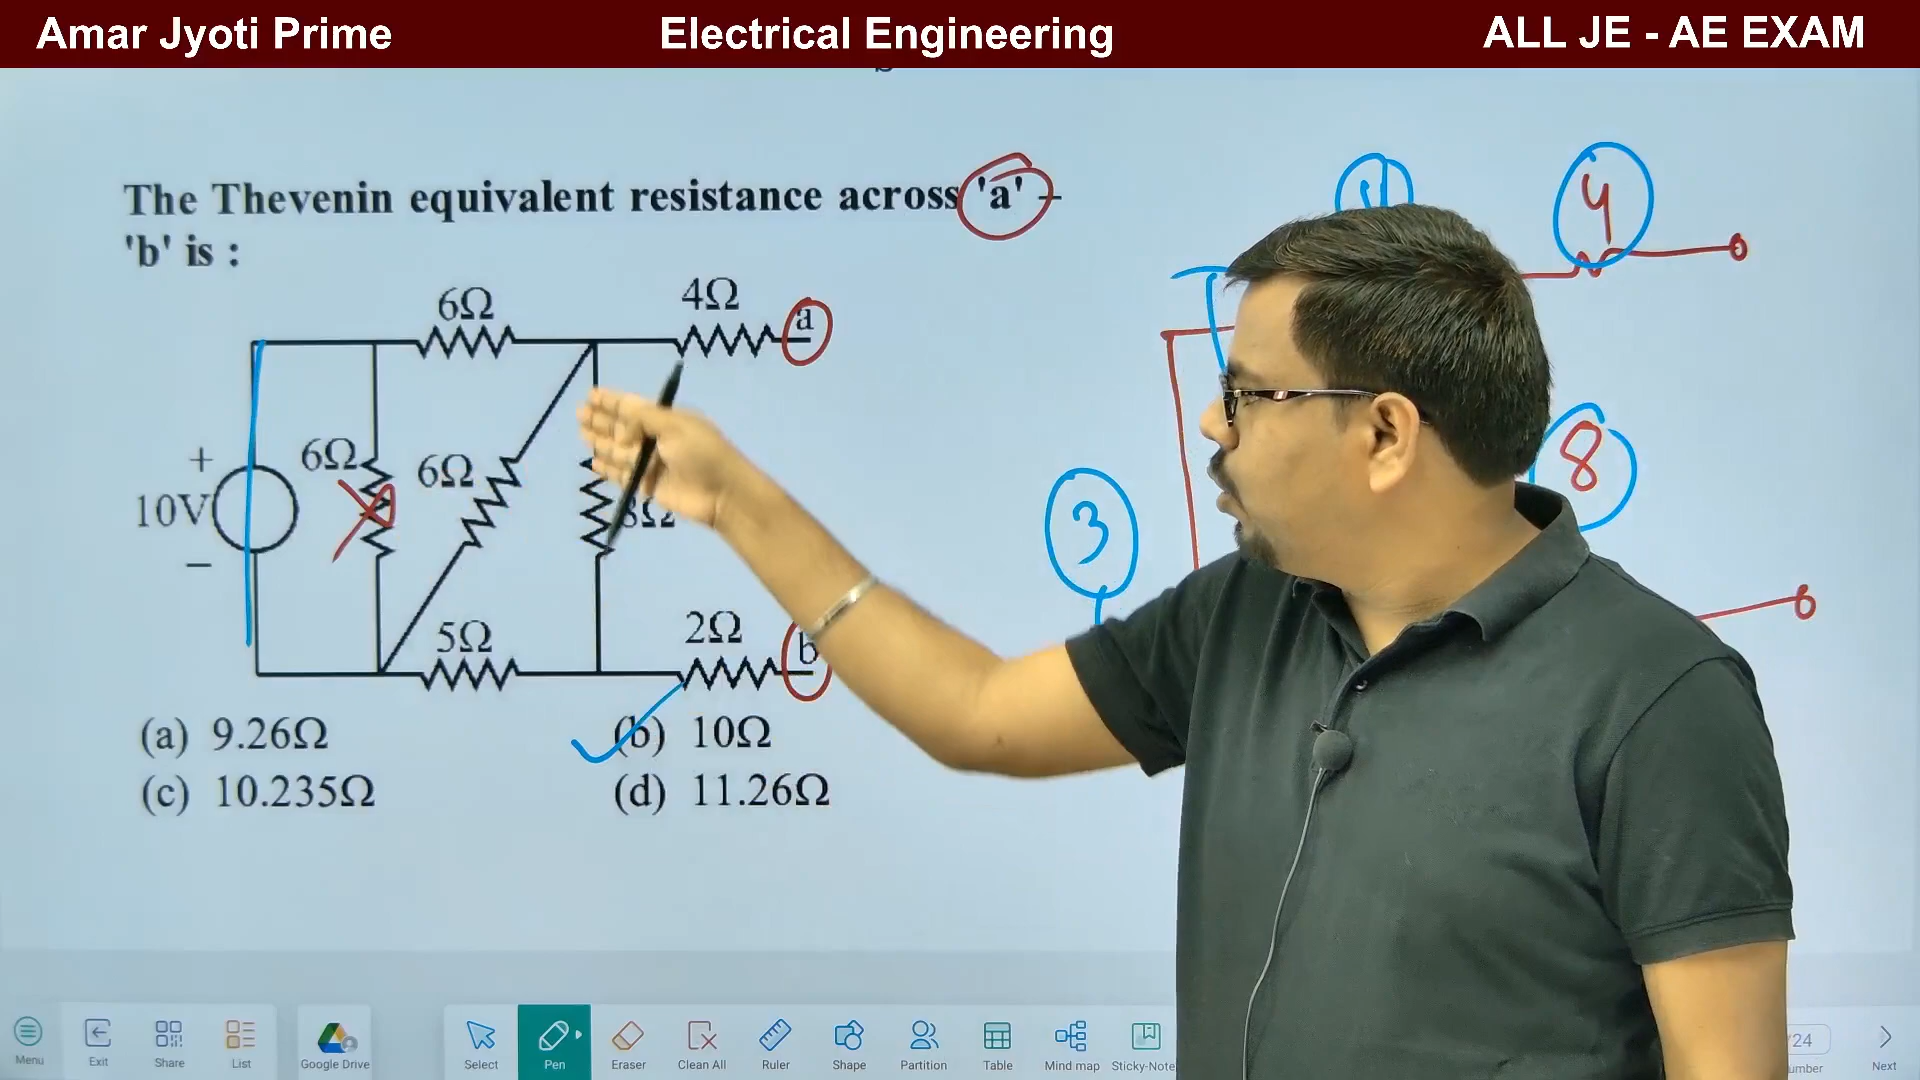 Amar Jyoti Prime Electrical Engineering ALL JE - AE EXAM
The Thevenin equivalent resistance across 'a' –
'b' is :
6Ω 4Ω a
4
+ 6Ω 6Ω 8
10V 8Ω 3
–
5Ω 2Ω b
(a) 9.26Ω (b) 10Ω
(c) 10.235Ω (d) 11.26Ω
Menu Exit Share List Google Drive Select Pen Eraser Clean All Ruler Shape Partition Table Mind map Sticky-Note /24 Next